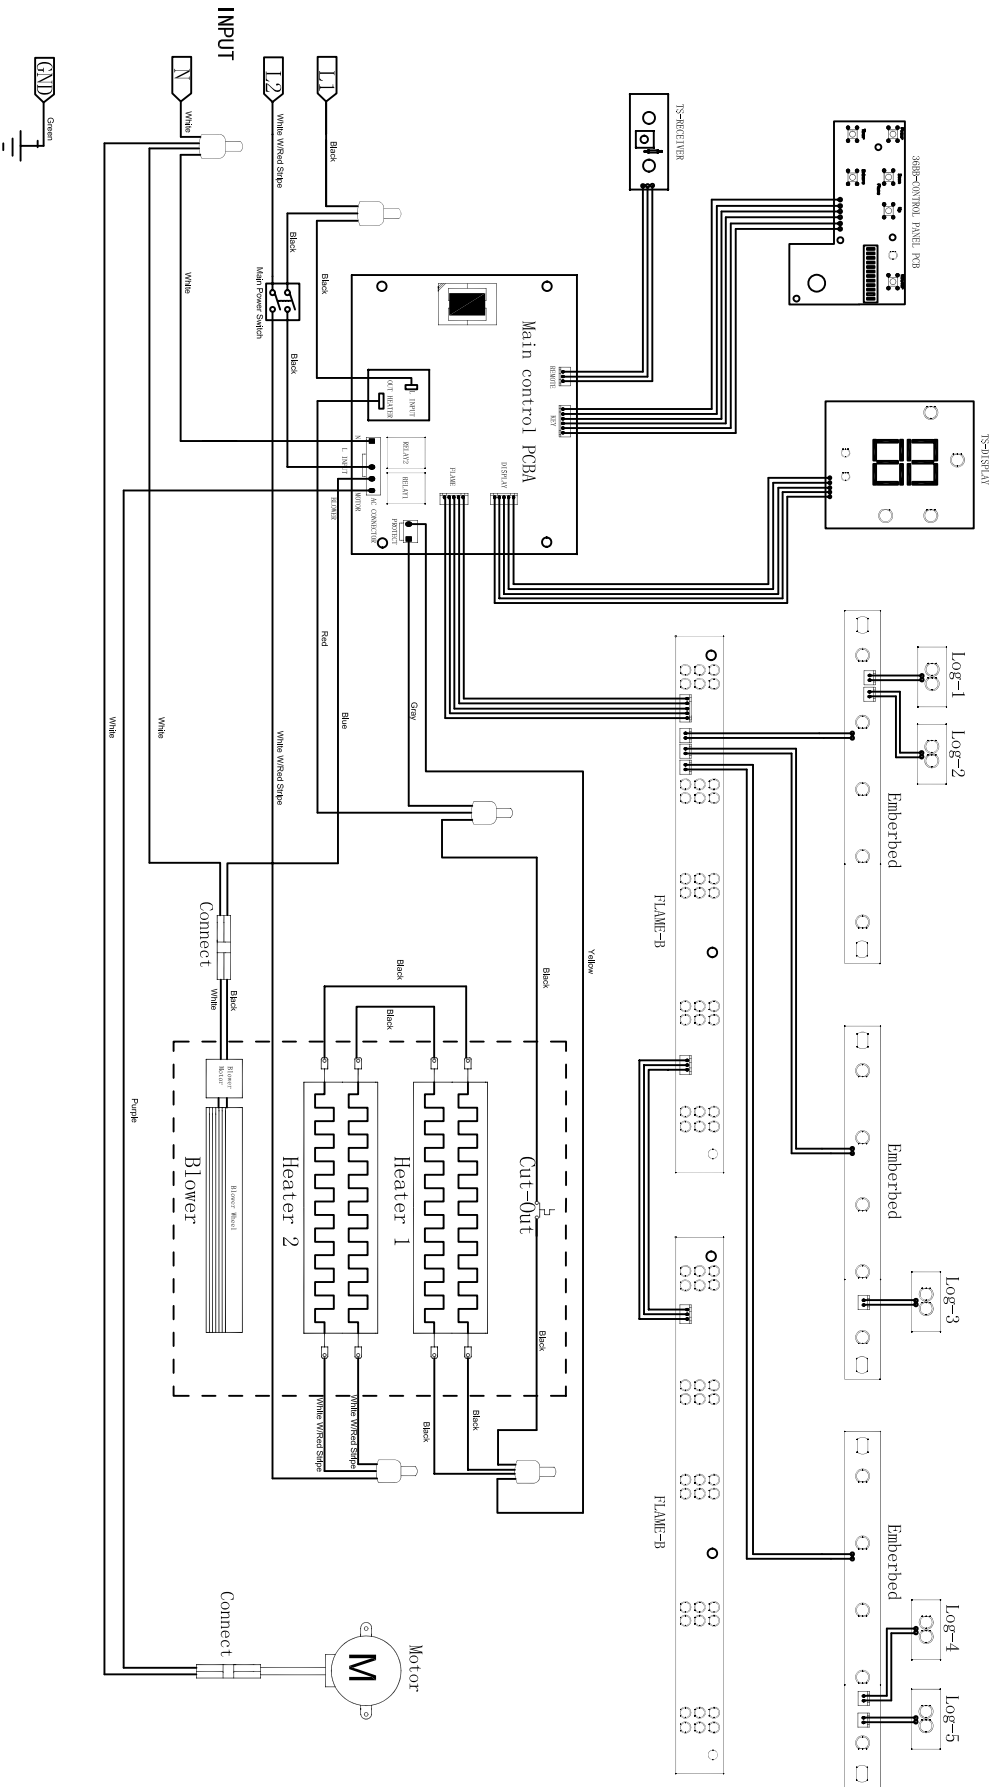 INPUT
GND
N
L2
L1
Green
White
White W/Red Stripe
Black
Black
Black
White
Main Power Switch
Black
TS-RECEIVER
36BB-CONTROL PANEL PCB
TS-DISPLAY
Main control PCBA
REMOTE
KEY
DISPLAY
FLAME
L INPUT
OUT HEATER
RELAY2
RELAY1
N
L INPUT
BLOWER
MOTOR
AC CONNECTOR
PROTECT
Red
Blue
Gray
White
White
White W/Red Stripe
Yellow
Black
Black
Black
Log-1
Log-2
Emberbed
Emberbed
Log-3
Emberbed
Log-4
Log-5
FLAME-B
FLAME-B
Connect
Black
White
Blower Motor
Blower Wheel
Blower
Heater 2
Heater 1
Cut-Out
Black
Black
Black
White W/Red Stripe
White W/Red Stripe
Purple
Connect
Motor
M